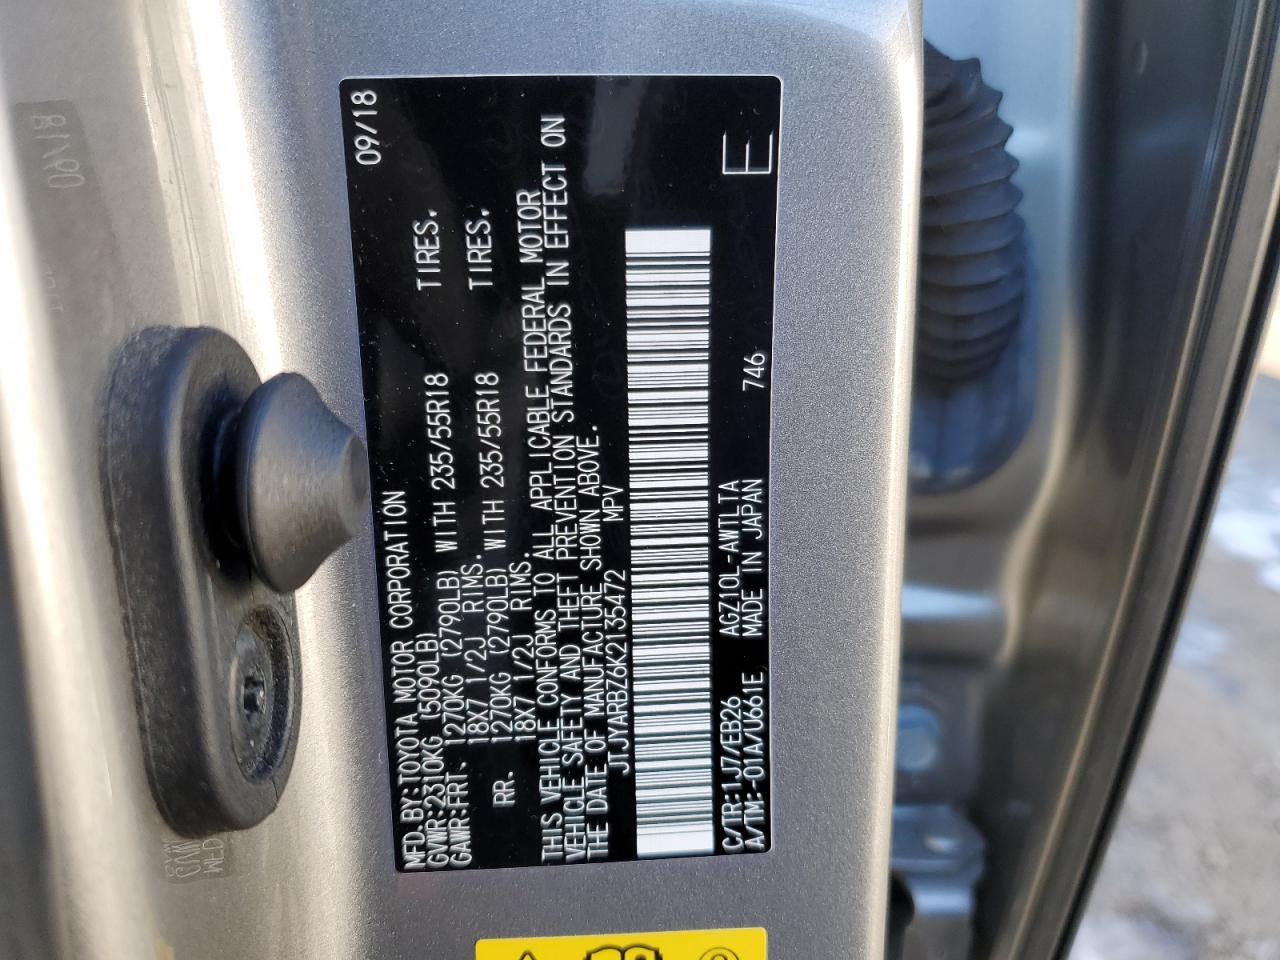 MFD.BY:TOYOTA MOTOR CORPORATION 09/18
GVWR:2310KG (5090LB)
GAWR:FRT. 1270KG (2790LB) WITH 235/55R18 TIRES.
18X7 1/2J RIMS.
RR. 1270KG (2790LB) WITH 235/55R18 TIRES.
18X7 1/2J RIMS.
THIS VEHICLE CONFORMS TO ALL APPLICABLE FEDERAL MOTOR
VEHICLE SAFETY AND THEFT PREVENTION STANDARDS IN EFFECT ON
THE DATE OF MANUFACTURE SHOWN ABOVE.
JTJYARBZ6K2135472 MPV
C/TR:1J7/EB26 AGZ10L-AWTLTA 746
A/TM:-01A/U661E MADE IN JAPAN
E